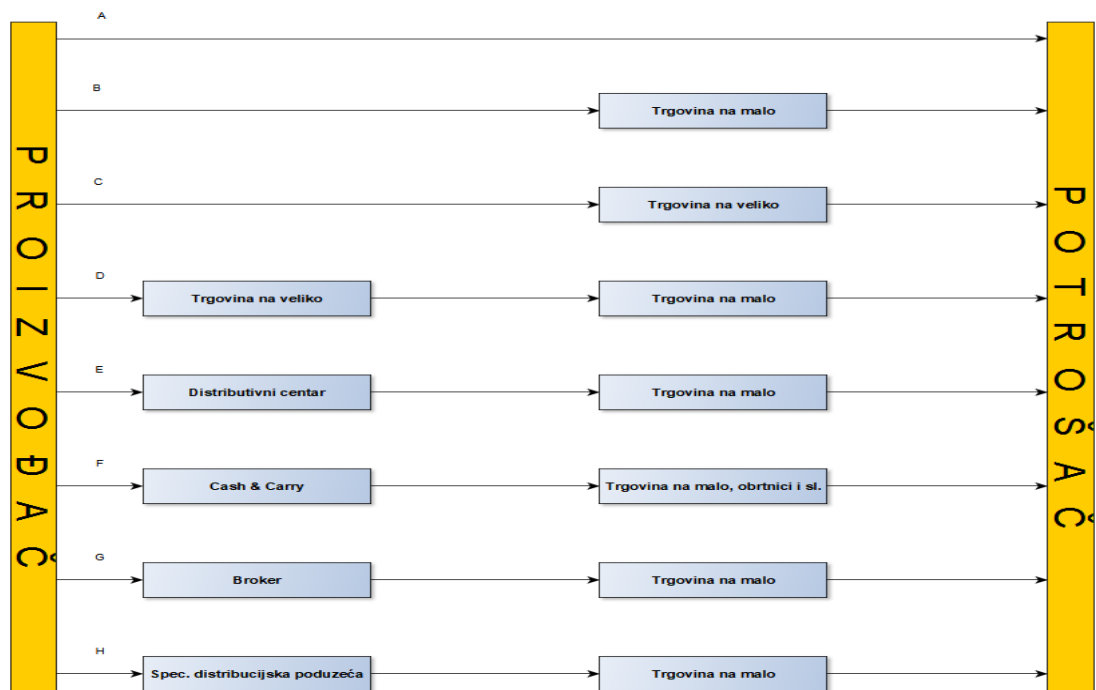 PROIZVOĐAČ
A
B
Trgovina na malo
C
Trgovina na veliko
D
Trgovina na veliko
Trgovina na malo
E
Distributivni centar
Trgovina na malo
F
Cash & Carry
Trgovina na malo, obrtnici i sl.
G
Broker
Trgovina na malo
H
Spec. distribucijska poduzeća
Trgovina na malo
POTROŠAČ